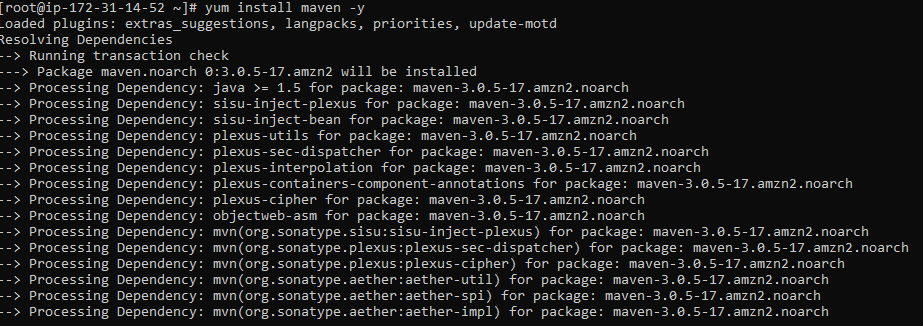 [root@ip-172-31-14-52 ~]# yum install maven -y
Loaded plugins: extras_suggestions, langpacks, priorities, update-motd
Resolving Dependencies
--> Running transaction check
---> Package maven.noarch 0:3.0.5-17.amzn2 will be installed
--> Processing Dependency: java >= 1.5 for package: maven-3.0.5-17.amzn2.noarch
--> Processing Dependency: sisu-inject-plexus for package: maven-3.0.5-17.amzn2.noarch
--> Processing Dependency: sisu-inject-bean for package: maven-3.0.5-17.amzn2.noarch
--> Processing Dependency: plexus-utils for package: maven-3.0.5-17.amzn2.noarch
--> Processing Dependency: plexus-sec-dispatcher for package: maven-3.0.5-17.amzn2.noarch
--> Processing Dependency: plexus-interpolation for package: maven-3.0.5-17.amzn2.noarch
--> Processing Dependency: plexus-containers-component-annotations for package: maven-3.0.5-17.amzn2.noarch
--> Processing Dependency: plexus-cipher for package: maven-3.0.5-17.amzn2.noarch
--> Processing Dependency: objectweb-asm for package: maven-3.0.5-17.amzn2.noarch
--> Processing Dependency: mvn(org.sonatype.sisu:sisu-inject-plexus) for package: maven-3.0.5-17.amzn2.noarch
--> Processing Dependency: mvn(org.sonatype.plexus:plexus-sec-dispatcher) for package: maven-3.0.5-17.amzn2.noarch
--> Processing Dependency: mvn(org.sonatype.plexus:plexus-cipher) for package: maven-3.0.5-17.amzn2.noarch
--> Processing Dependency: mvn(org.sonatype.aether:aether-util) for package: maven-3.0.5-17.amzn2.noarch
--> Processing Dependency: mvn(org.sonatype.aether:aether-spi) for package: maven-3.0.5-17.amzn2.noarch
--> Processing Dependency: mvn(org.sonatype.aether:aether-impl) for package: maven-3.0.5-17.amzn2.noarch